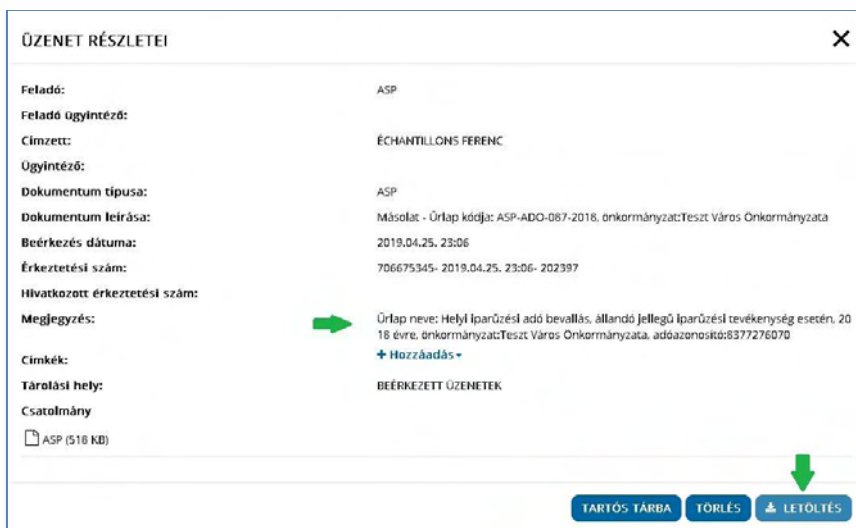 ÜZENET RÉSZLETEI
Feladó: ASP
Feladó ügyintéző:
Címzett: ÉCHANTILLONS FERENC
Ügyintéző:
Dokumentum típusa: ASP
Dokumentum leírása: Másolat - Űrlap kódja: ASP-ADO-087-2018, önkormányzat:Teszt Város Önkormányzata
Beérkezés dátuma: 2019.04.25. 23:06
Érkeztetési szám: 706675345- 2019.04.25. 23:06- 202397
Hivatkozott érkeztetési szám:
Megjegyzés: Űrlap neve: Helyi iparűzési adó bevallás, állandó jellegű iparűzési tevékenység esetén, 20
18 évre, önkormányzat:Teszt Város Önkormányzata, adóazonosító:8377276070
Címkék: + Hozzáadás
Tárolási hely: BEÉRKEZETT ÜZENETEK
Csatolmány
ASP (518 KB)
TARTÓS TÁRBA TÖRLÉS LETÖLTÉS